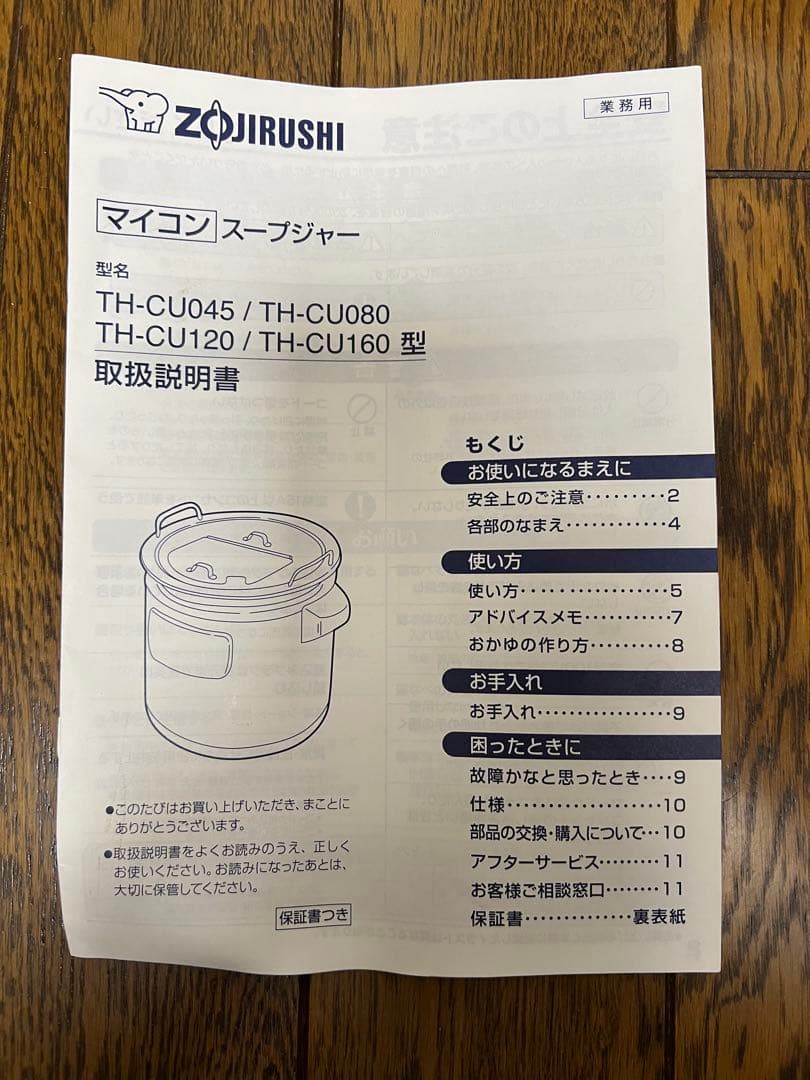 ZOJIRUSHI
業務用
マイコン スープジャー
型名
TH-CU045 / TH-CU080
TH-CU120 / TH-CU160 型
取扱説明書
もくじ
お使いになるまえに
安全上のご注意・・・・・・・・・2
各部のなまえ・・・・・・・・・・・・4
使い方
使い方・・・・・・・・・・・・・・・・・5
アドバイスメモ・・・・・・・・・・・7
おかゆの作り方・・・・・・・・・8
お手入れ
お手入れ・・・・・・・・・・・・・・・・9
困ったときに
故障かなと思ったとき・・・・9
仕様・・・・・・・・・・・・・・・・・・10
部品の交換・購入について・・・10
アフターサービス・・・・・・・・・11
お客様ご相談窓口・・・・・・・・11
保証書・・・・・・・・・・・・・・裏表紙
●このたびはお買い上げいただき、まことに
ありがとうございます。
●取扱説明書をよくお読みのうえ、正しく
お使いください。お読みになったあとは、
大切に保管してください。
保証書つき